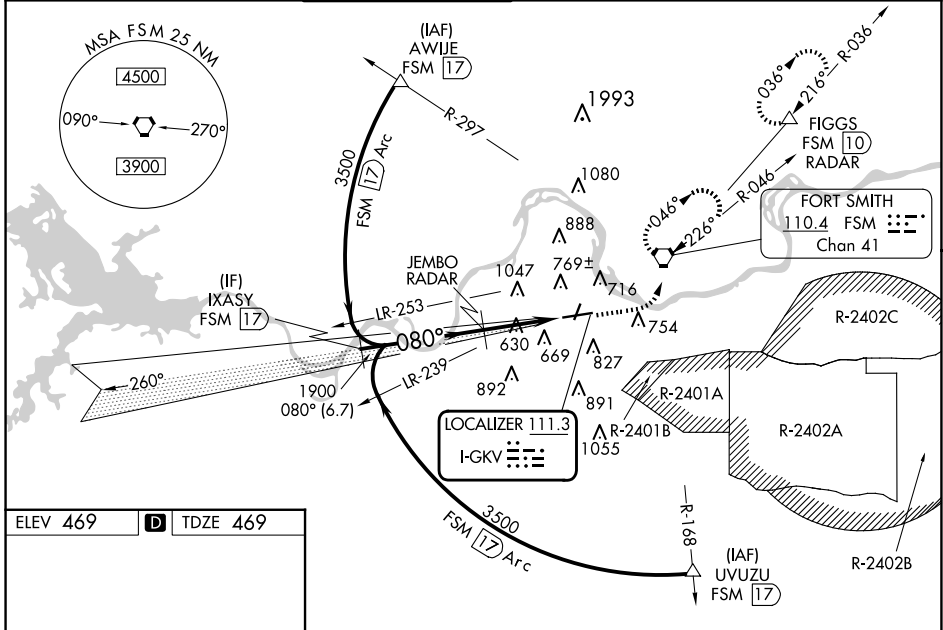 MSA FSM 25 NM
4500
090°
270°
3900
(IAF)
AWIJE
FSM 17
R-297
3500
FSM 17 Arc
1993
1080
888
769±
716
1047
JEMBO
RADAR
(IF)
IXASY
FSM 17
LR-253
080°
LR-239
260°
1900
080° (6.7)
630
669
754
827
892
891
1055
036°
216°
R-036
FIGGS
FSM 10
RADAR
046°
226°
R-046
FORT SMITH
110.4 FSM
Chan 41
LOCALIZER 111.3
I-GKV
R-2401B
R-2401A
R-2402C
R-2402A
R-2402B
3500
FSM 17 Arc
R-168
(IAF)
UVUZU
FSM 17
ELEV 469 D TDZE 469